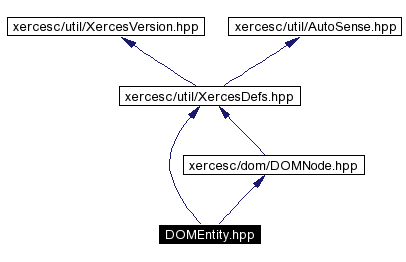 xercesc/util/XercesVersion.hpp
xercesc/util/AutoSense.hpp
xercesc/util/XercesDefs.hpp
xercesc/dom/DOMNode.hpp
DOMEntity.hpp